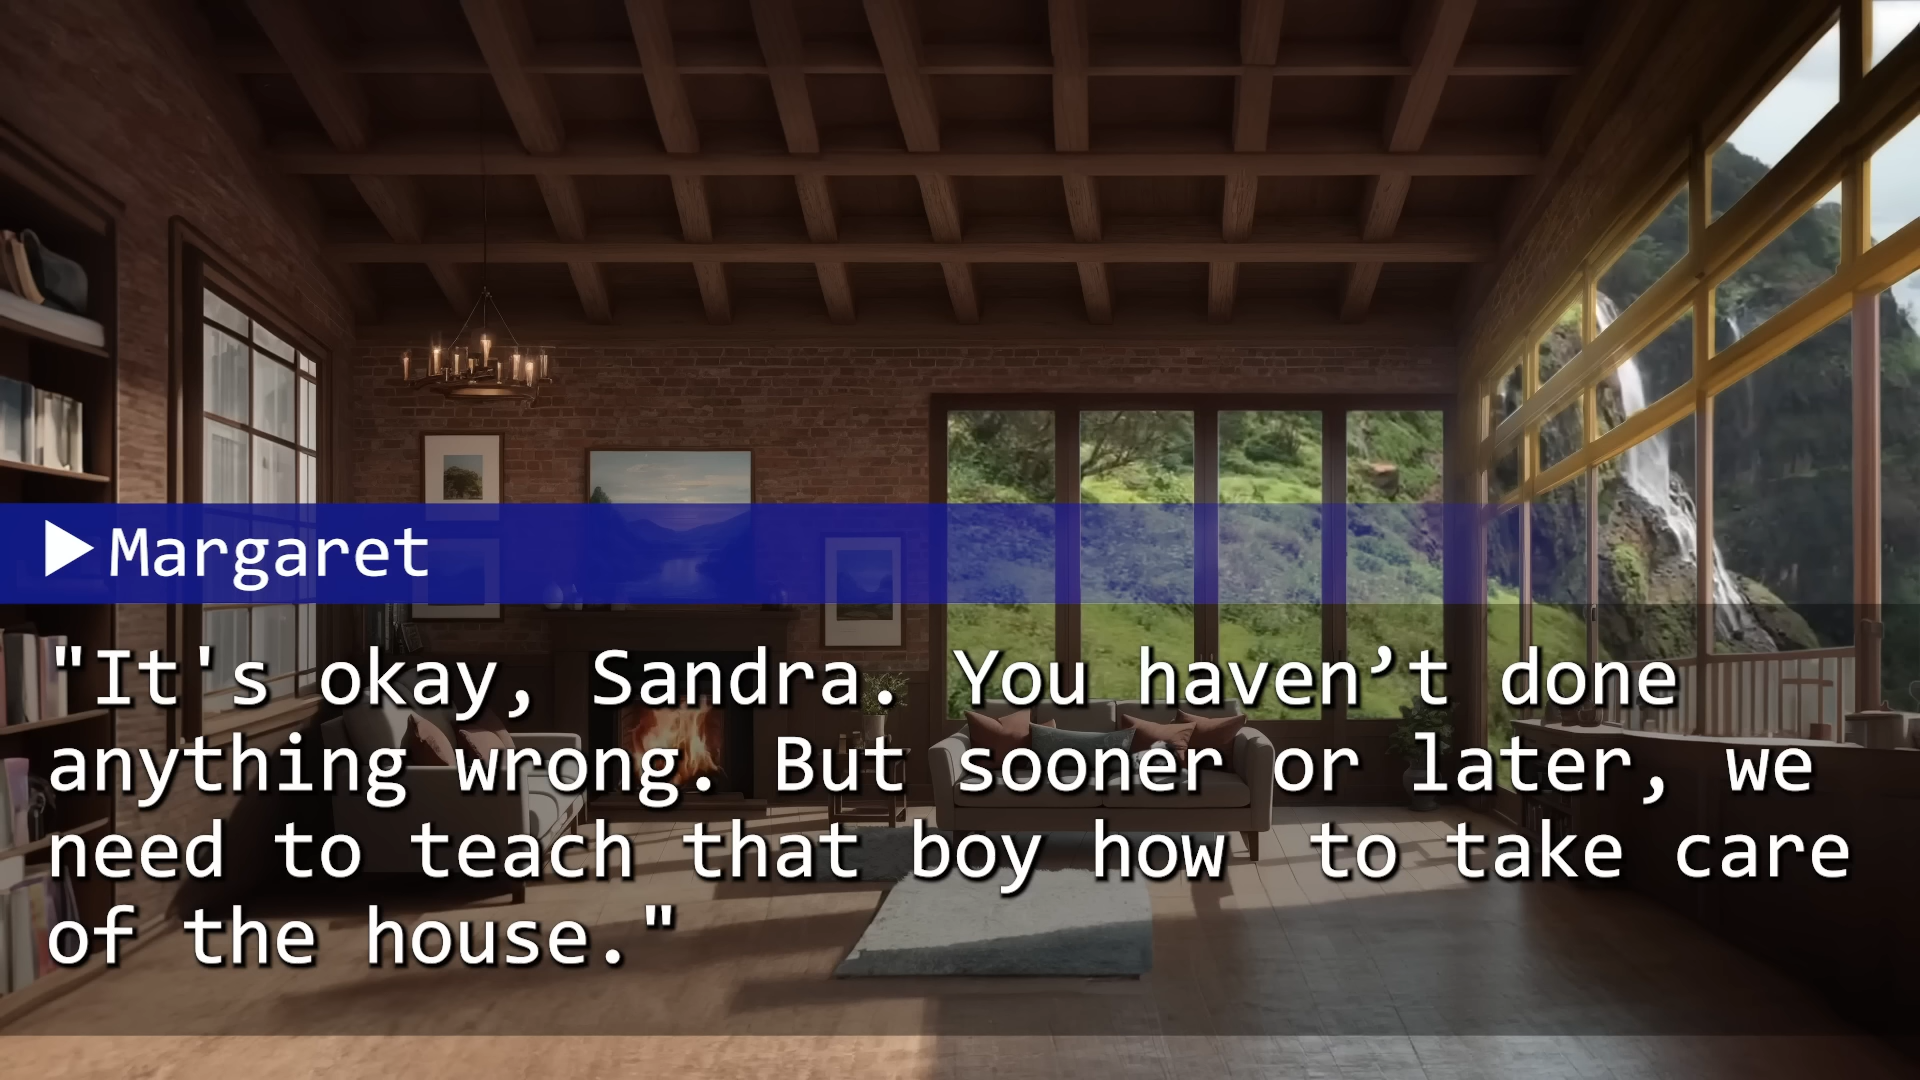 Margaret
"It's okay, Sandra. You haven’t done
anything wrong. But sooner or later, we
need to teach that boy how  to take care
of the house."